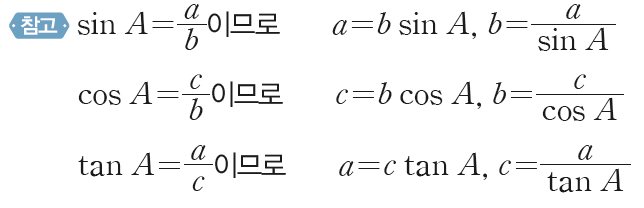 참고 sin A=a/b이므로 a=b sin A, b=a/sin A
cos A=c/b이므로 c=b cos A, b=c/cos A
tan A=a/c이므로 a=c tan A, c=a/tan A